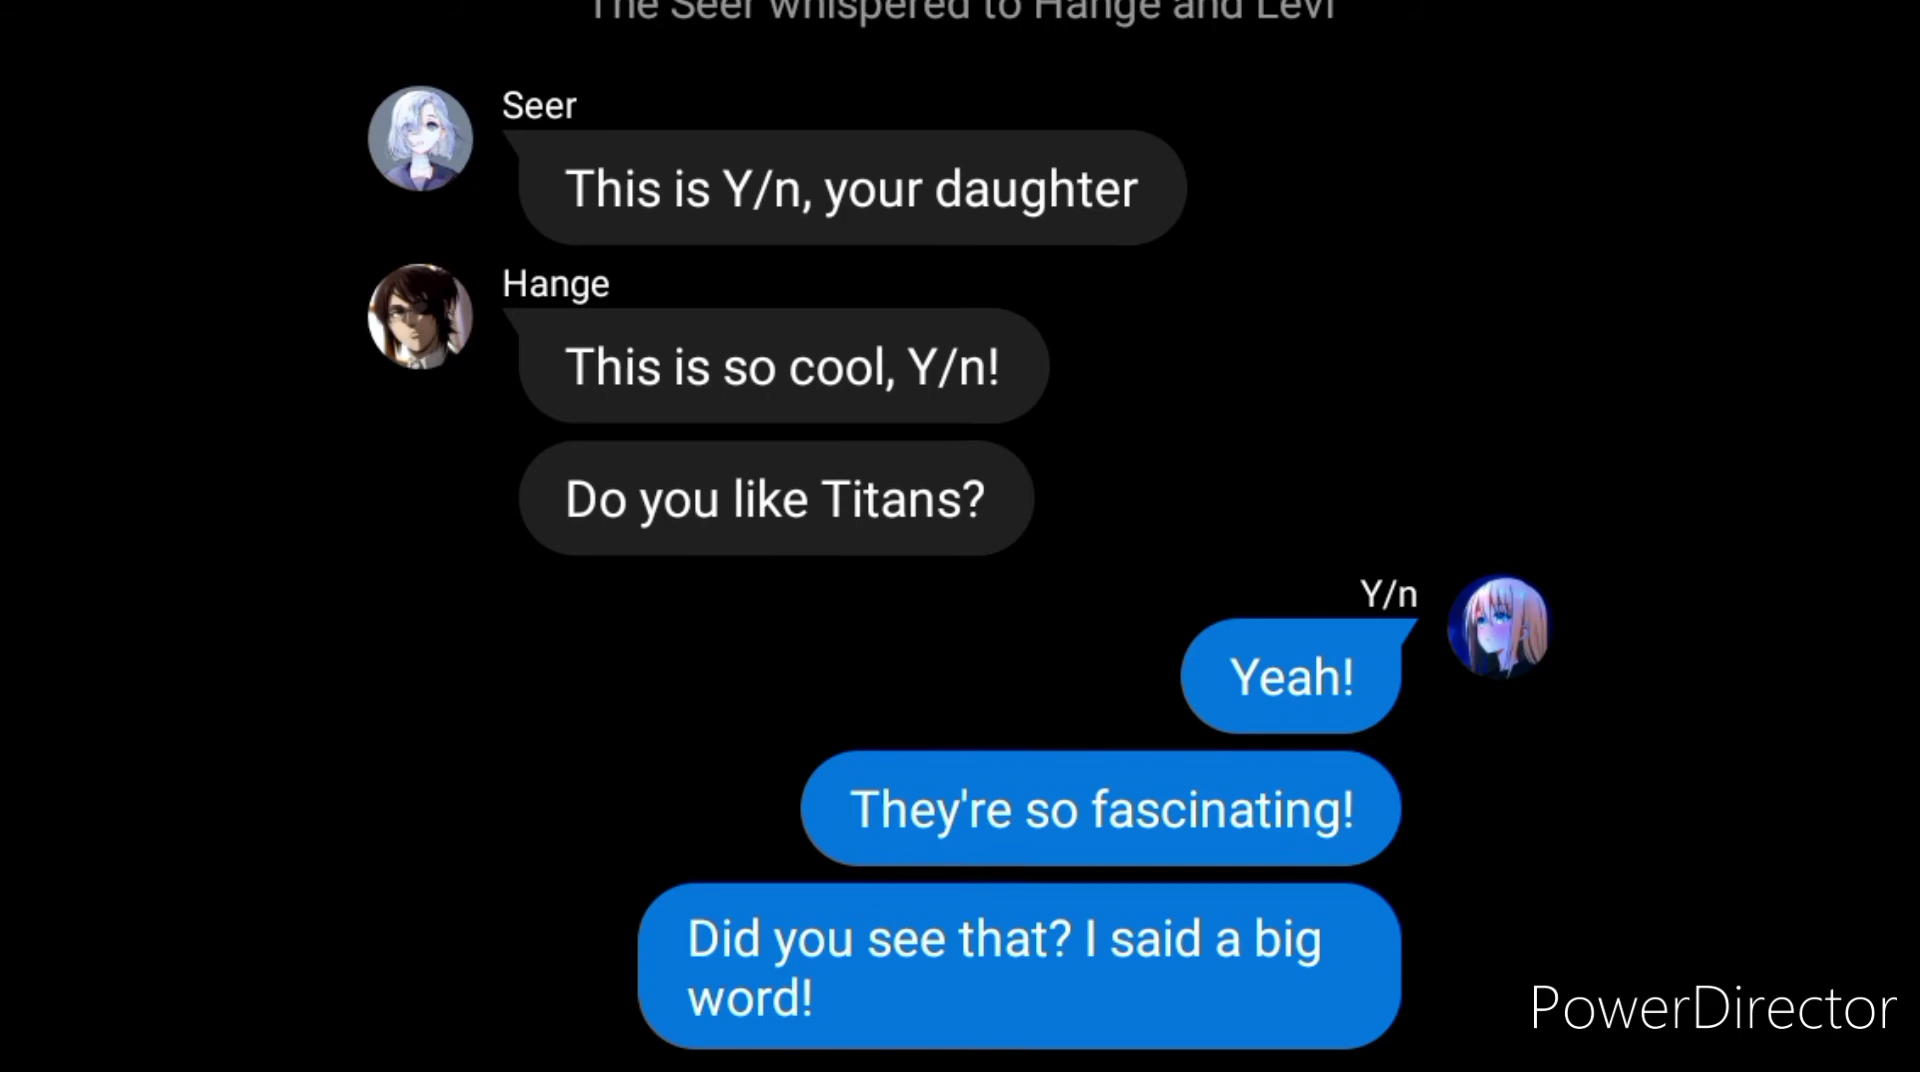 The Seer whispered to Hange and Levi
Seer
This is Y/n, your daughter
Hange
This is so cool, Y/n!
Do you like Titans?
Y/n
Yeah!
They're so fascinating!
Did you see that? I said a big
word!
PowerDirector